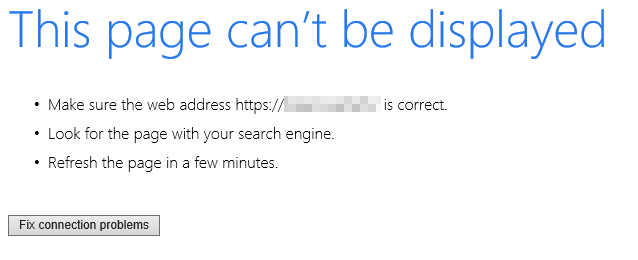 This page can't be displayed
• Make sure the web address https:// is correct.
• Look for the page with your search engine.
• Refresh the page in a few minutes.
Fix connection problems